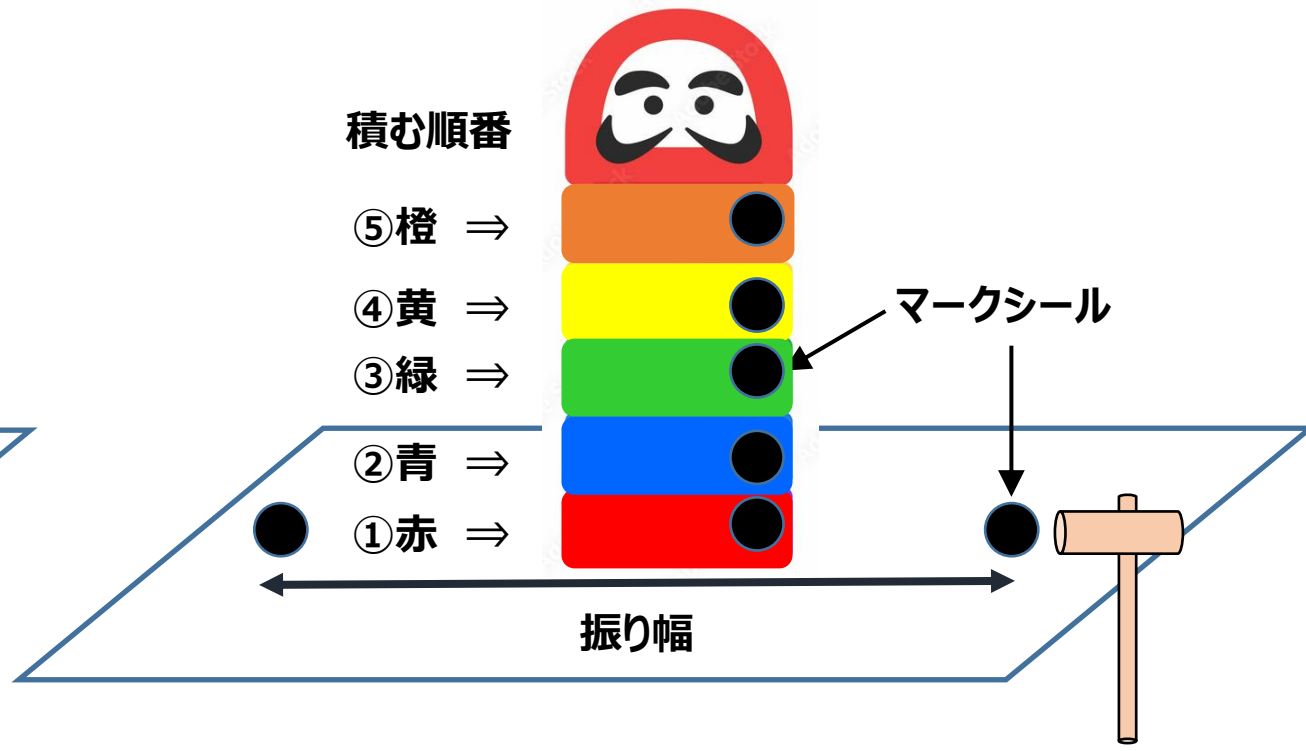 積む順番
⑤橙 ⇒
④黄 ⇒
マークシール
③緑 ⇒
②青 ⇒
①赤 ⇒
振り幅